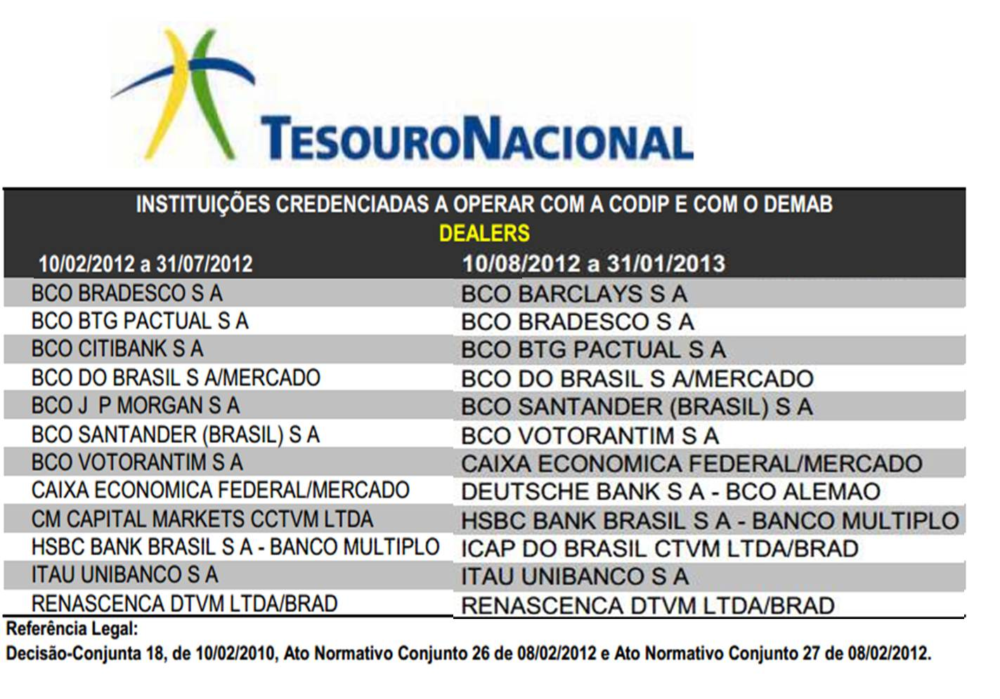 TESOURONACIONAL
INSTITUIÇÕES CREDENCIADAS A OPERAR COM A CODIP E COM O DEMAB
DEALERS
10/02/2012 a 31/07/2012 10/08/2012 a 31/01/2013
BCO BRADESCO S A BCO BARCLAYS S A
BCO BTG PACTUAL S A BCO BRADESCO S A
BCO CITIBANK S A BCO BTG PACTUAL S A
BCO DO BRASIL S A/MERCADO BCO DO BRASIL S A/MERCADO
BCO J P MORGAN S A BCO SANTANDER (BRASIL) S A
BCO SANTANDER (BRASIL) S A BCO VOTORANTIM S A
BCO VOTORANTIM S A CAIXA ECONOMICA FEDERAL/MERCADO
CAIXA ECONOMICA FEDERAL/MERCADO DEUTSCHE BANK S A - BCO ALEMAO
CM CAPITAL MARKETS CCTVM LTDA HSBC BANK BRASIL S A - BANCO MULTIPLO
HSBC BANK BRASIL S A - BANCO MULTIPLO ICAP DO BRASIL CTVM LTDA/BRAD
ITAU UNIBANCO S A ITAU UNIBANCO S A
RENASCENCA DTVM LTDA/BRAD RENASCENCA DTVM LTDA/BRAD
Referência Legal:
Decisão-Conjunta 18, de 10/02/2010, Ato Normativo Conjunto 26 de 08/02/2012 e Ato Normativo Conjunto 27 de 08/02/2012.